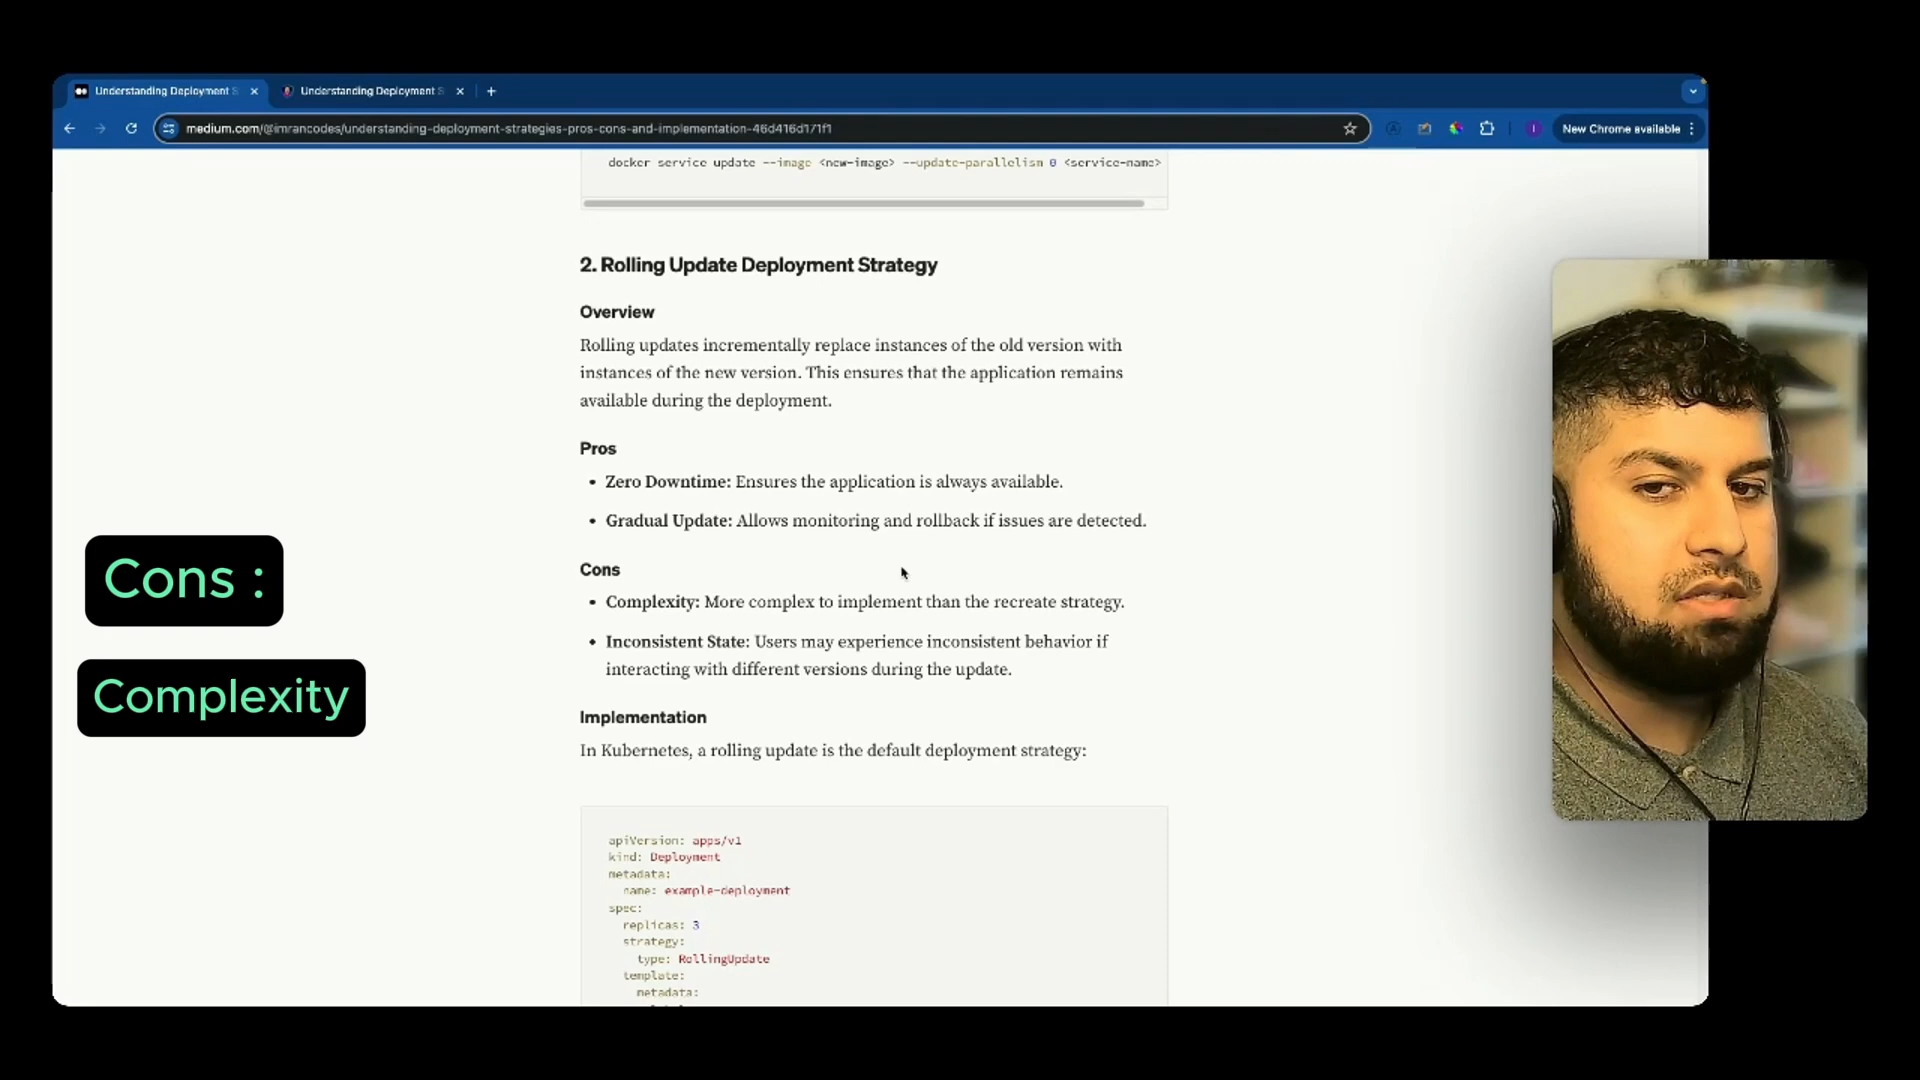 Understanding Deployment S
Understanding Deployment S
medium.com/@imrancodes/understanding-deployment-strategies-pros-cons-and-implementation-46d416d171f1
New Chrome available
docker service update --image <new-image> --update-parallelism 0 <service-name>
2. Rolling Update Deployment Strategy
Overview
Rolling updates incrementally replace instances of the old version with
instances of the new version. This ensures that the application remains
available during the deployment.
Pros
• Zero Downtime: Ensures the application is always available.
• Gradual Update: Allows monitoring and rollback if issues are detected.
Cons
• Complexity: More complex to implement than the recreate strategy.
• Inconsistent State: Users may experience inconsistent behavior if
interacting with different versions during the update.
Implementation
In Kubernetes, a rolling update is the default deployment strategy:
apiVersion: apps/v1
kind: Deployment
metadata:
name: example-deployment
spec:
replicas: 3
strategy:
type: RollingUpdate
template:
metadata:
Cons :
Complexity